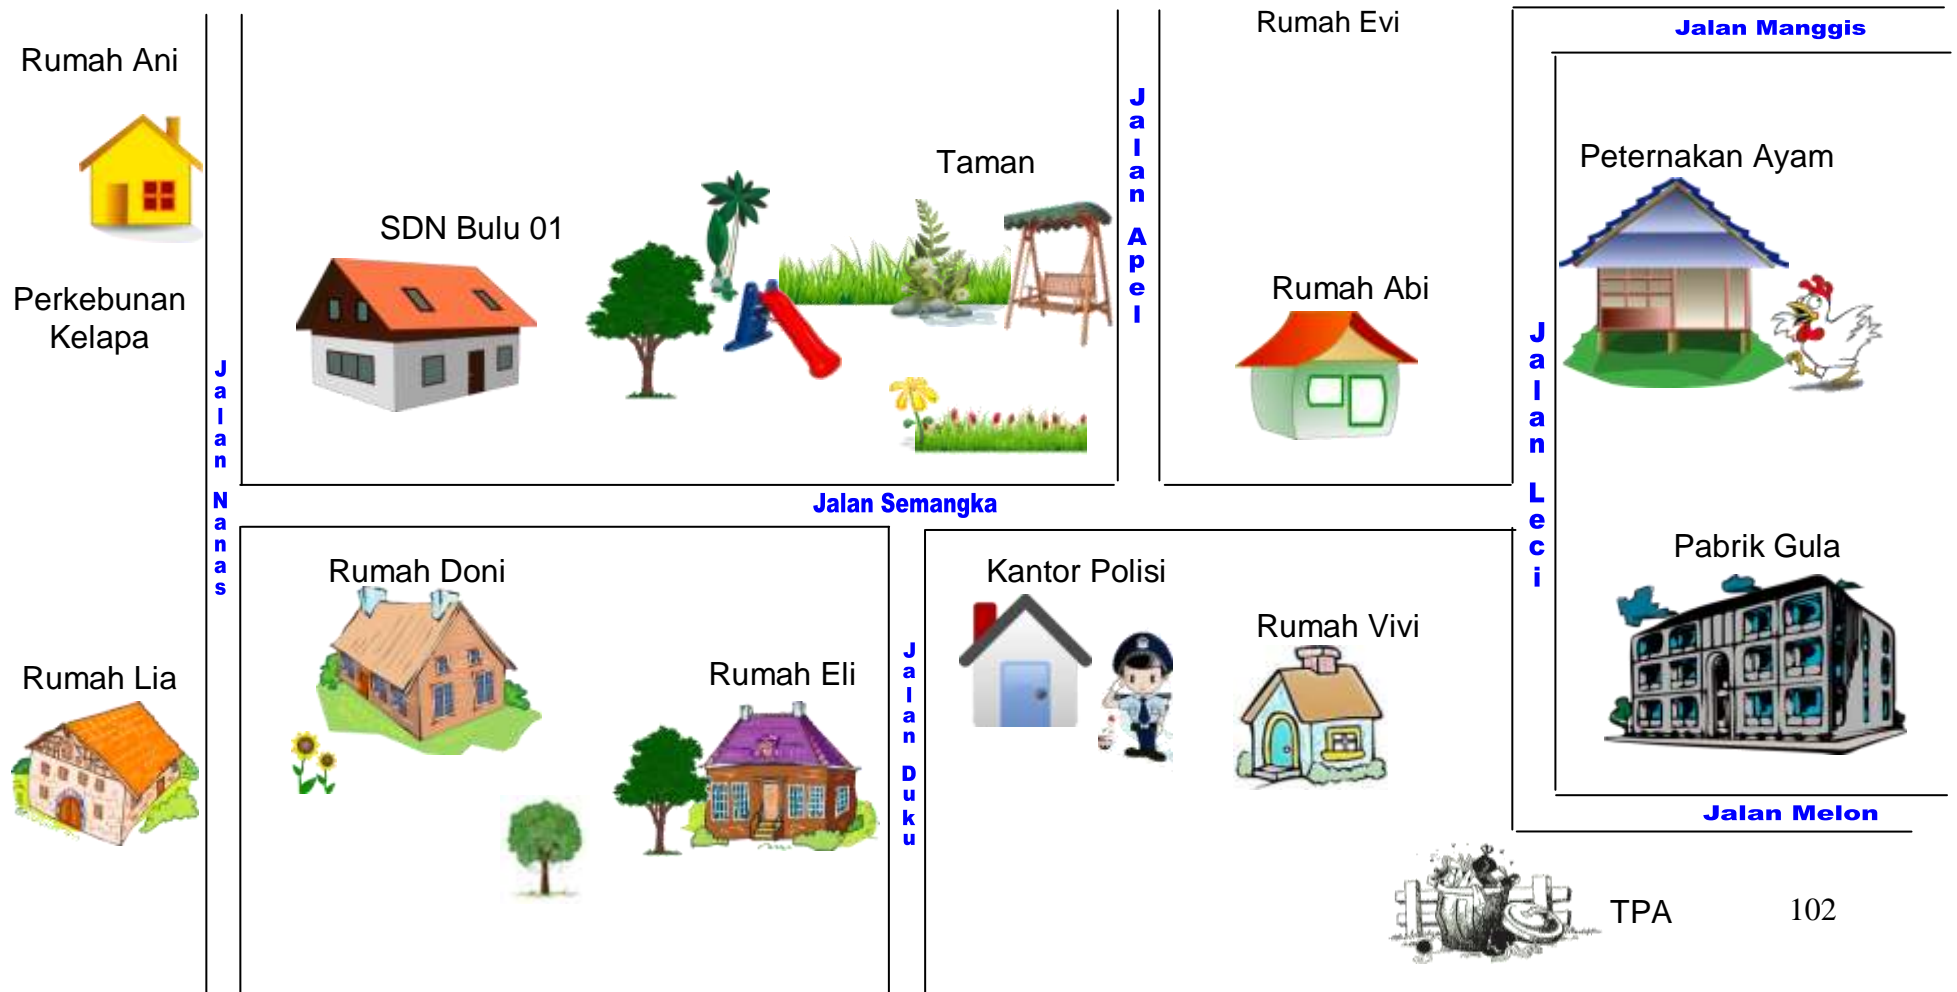 Rumah Evi
Jalan Manggis
Rumah Ani
Jalan Apel
Taman
Peternakan Ayam
SDN Bulu 01
Rumah Abi
Perkebunan
Kelapa
Jalan Nanas
Jalan Leci
Jalan Semangka
Rumah Doni
Kantor Polisi
Pabrik Gula
Rumah Vivi
Rumah Lia
Rumah Eli
Jalan Duku
Jalan Melon
TPA
102